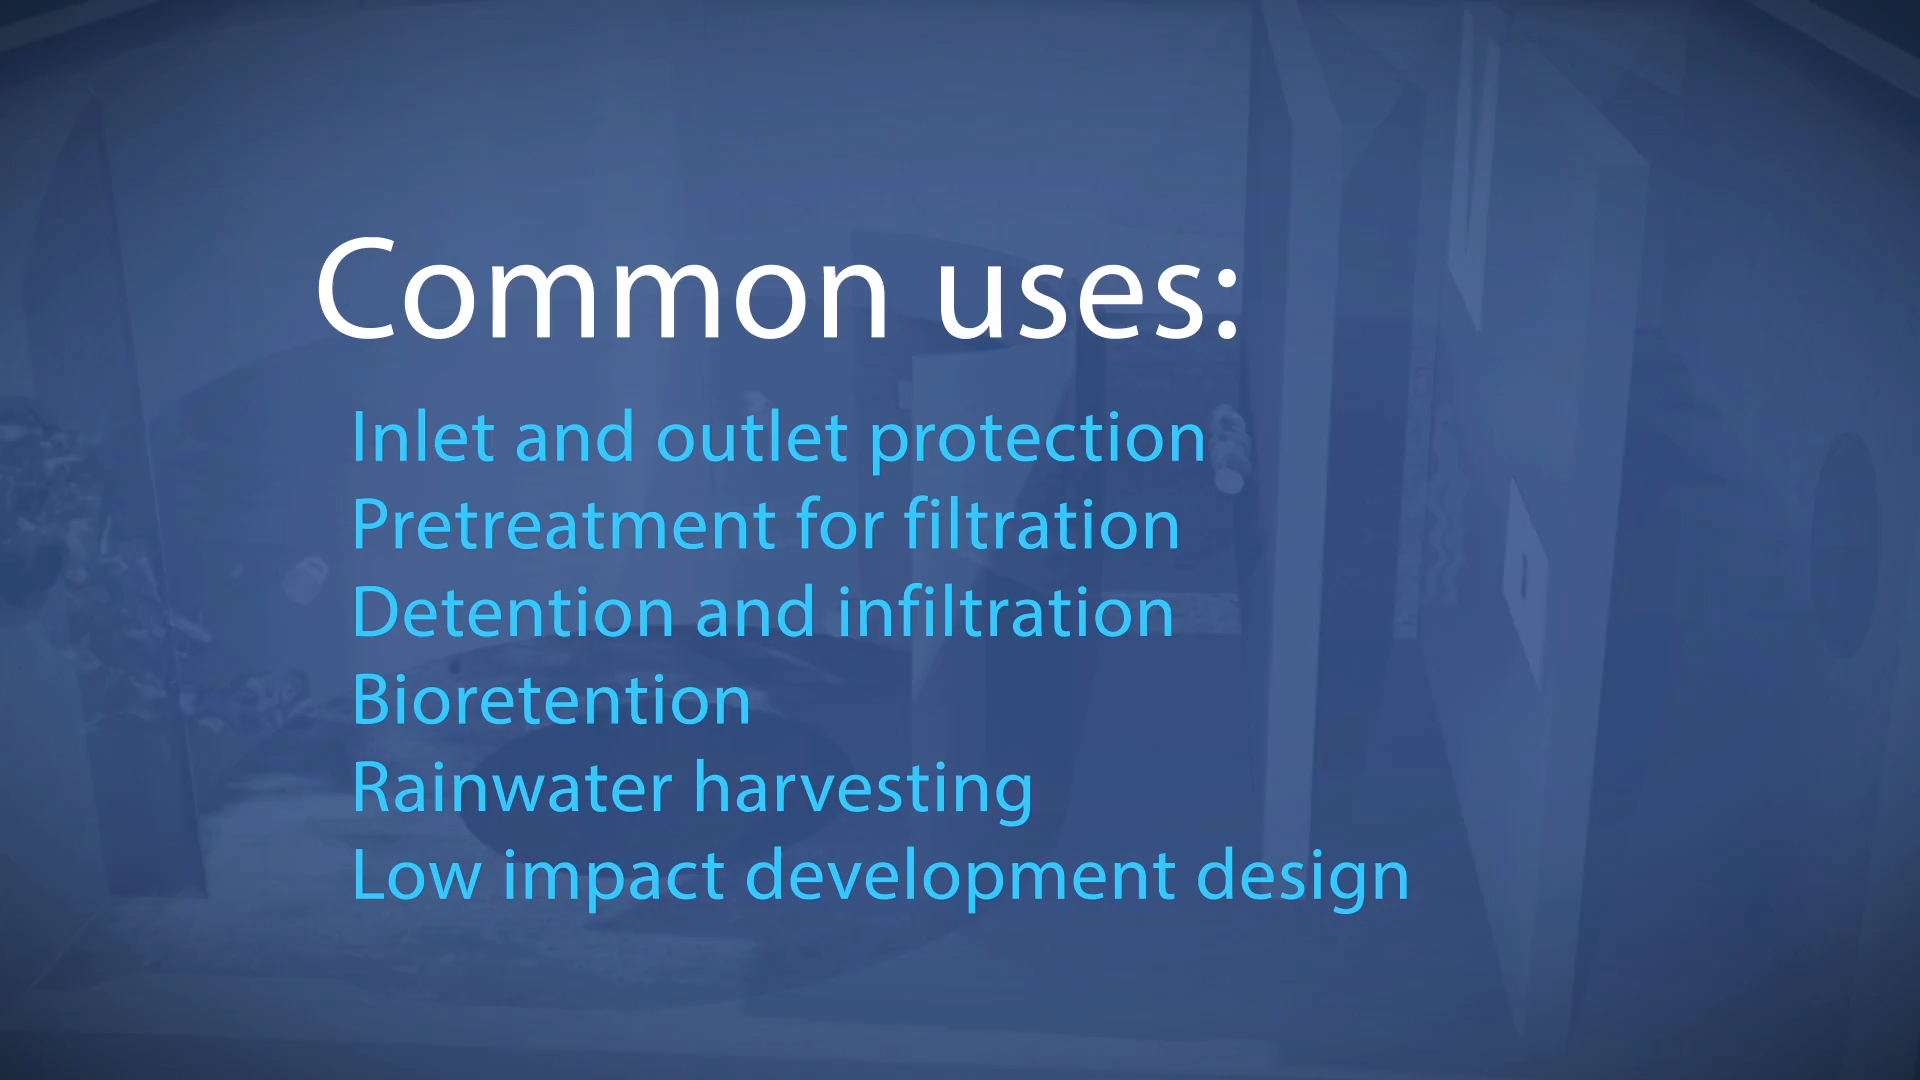 Common uses:
Inlet and outlet protection
Pretreatment for filtration
Detention and infiltration
Bioretention
Rainwater harvesting
Low impact development design